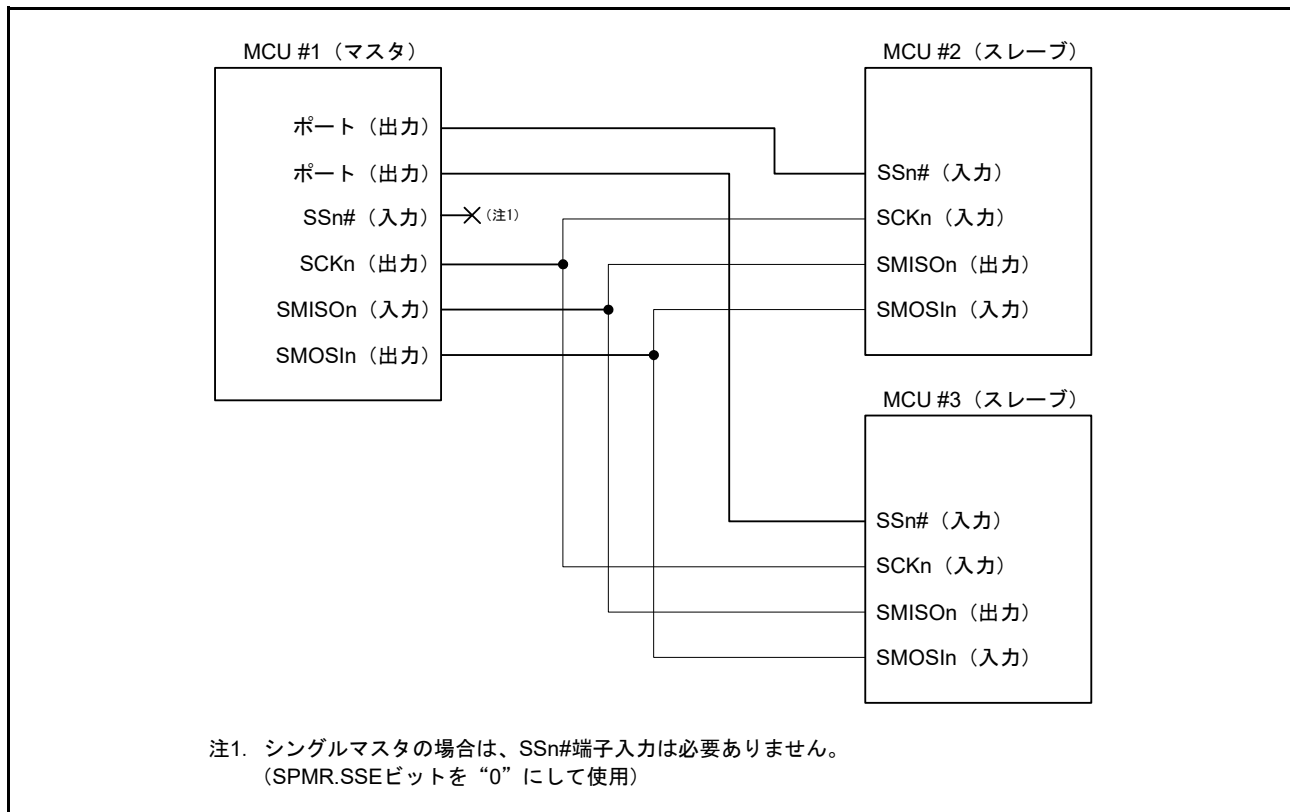 MCU #1（マスタ）
ポート（出力）
ポート（出力）
SSn#（入力）
（注1）
SCKn（出力）
SMISOn（入力）
SMOSIn（出力）
MCU #2（スレーブ）
SSn#（入力）
SCKn（入力）
SMISOn（出力）
SMOSIn（入力）
MCU #3（スレーブ）
SSn#（入力）
SCKn（入力）
SMISOn（出力）
SMOSIn（入力）
注1. シングルマスタの場合は、SSn#端子入力は必要ありません。
（SPMR.SSEビットを“0”にして使用）